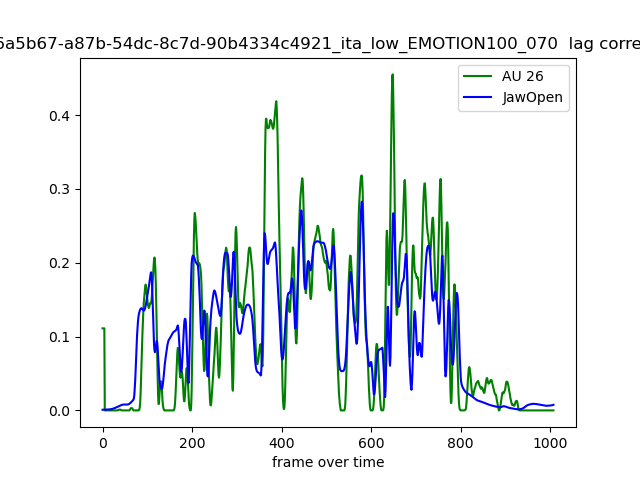 6a5b67-a87b-54dc-8c7d-90b4334c4921_ita_low_EMOTION100_070 lag corre
AU 26
JawOpen
0.4
0.3
0.2
0.1
0.0
0 200 400 600 800 1000
frame over time